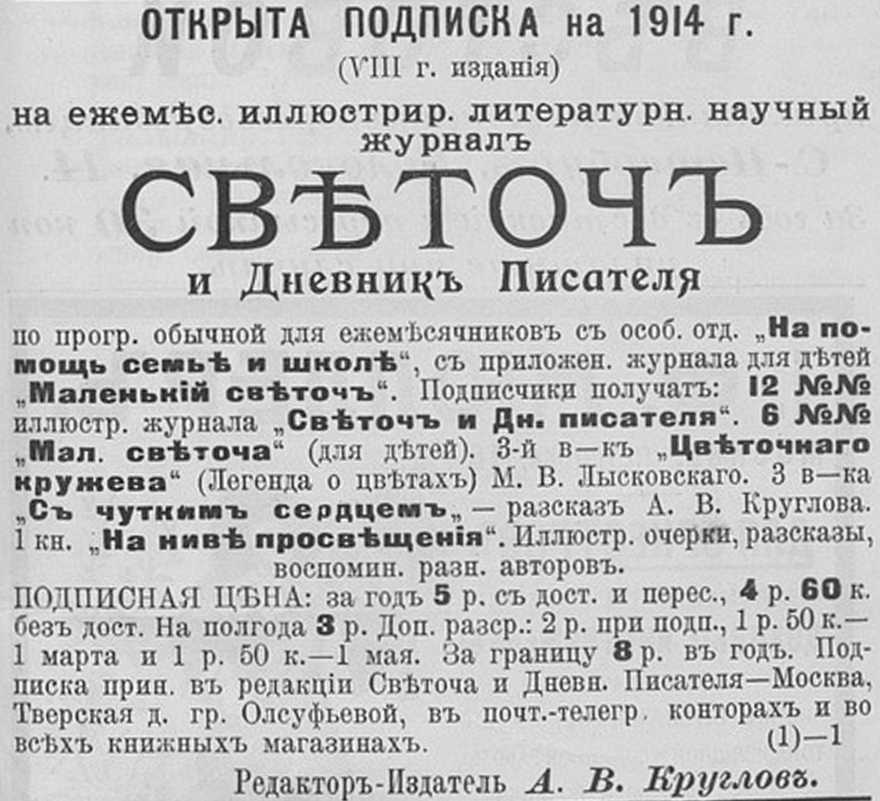 ОТКРЫТА ПОДПИСКА на 1914 г.
(VIII г. изданія)
на ежемѣс. иллюстрир. литературн. научный
журналъ
СВѢТОЧЪ
и Дневникъ Писателя
по прогр. обычной для ежемѣсячниковъ съ особ. отд. „На по-
мощь семьѣ и школѣ“, съ приложен. журнала для дѣтей
„Маленькій свѣточъ“. Подписчики получатъ: 12 №№
иллюстр. журнала „Свѣточъ и Дн. писателя“. 6 №№
„Мал. свѣточа“ (для дѣтей). 3-й в—къ „Цвѣточнаго
кружева“ (Легенда о цвѣтахъ) М. В. Лысковскаго. 3 в—ка
„Съ чуткимъ сердцемъ„ — разсказъ А. В. Круглова.
1 кн. „На нивѣ просвѣщенія“. Иллюстр. очерки, разсказы,
воспомин. разн. авторовъ.
ПОДПИСНАЯ ЦѢНА: за годъ 5 р. съ дост. и перес., 4 р. 60 к.
безъ дост. На полгода 3 р. Доп. разср.: 2 р. при подп., 1 р. 50 к.—
1 марта и 1 р. 50 к.—1 мая. За границу 8 р. въ годъ. Под-
писка прин. въ редакціи Свѣточа и Дневн. Писателя—Москва,
Тверская д. гр. Олсуфьевой, въ почт.-телегр. конторахъ и во
всѣхъ книжныхъ магазинахъ. (1)—1
Редакторъ-Издатель А. В. Кругловъ.